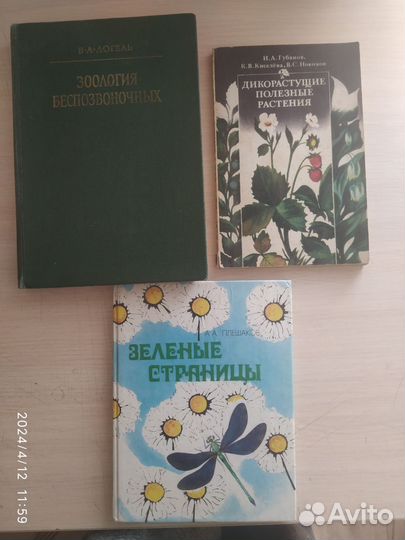 В·А·ДОГЕЛЬ
ЗООЛОГИЯ
БЕСПОЗВОНОЧНЫХ
И.А.Губанов,
К.В.Киселёва, В.С.Новиков
ДИКОРАСТУЩИЕ
ПОЛЕЗНЫЕ
РАСТЕНИЯ
А.А. ПЛЕШАКОВ
ЗЕЛЕНЫЕ
СТРАНИЦЫ
2024/4/12 11:59
Avito